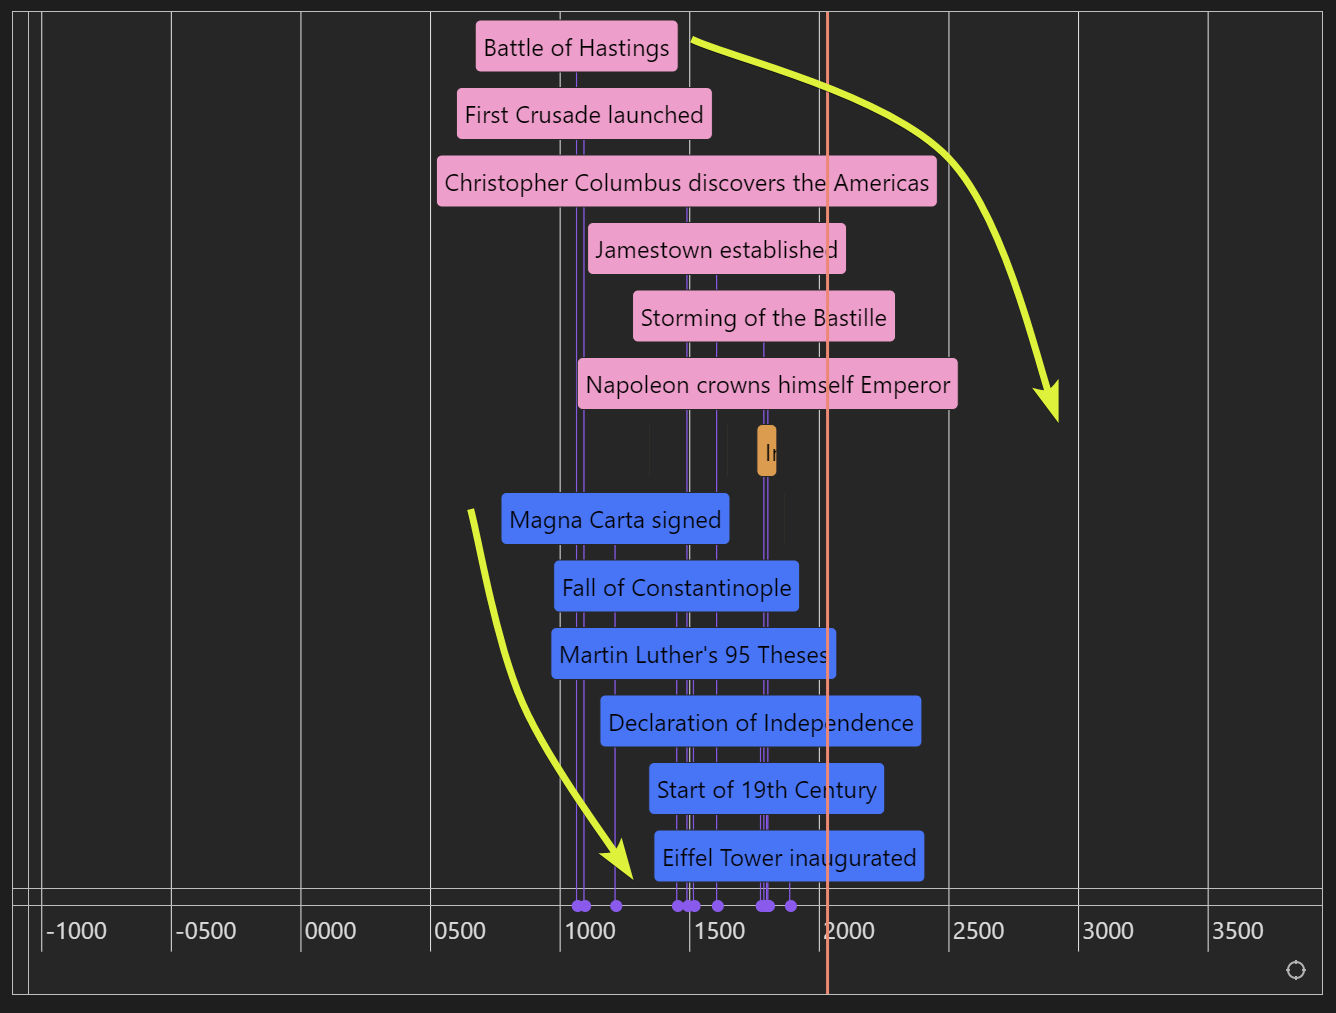 Battle of Hastings
First Crusade launched
Christopher Columbus discovers the Americas
Jamestown established
Storming of the Bastille
Napoleon crowns himself Emperor
Magna Carta signed
Fall of Constantinople
Martin Luther's 95 Theses
Declaration of Independence
Start of 19th Century
Eiffel Tower inaugurated
-1000 -0500 0000 0500 1000 1500 2000 2500 3000 3500